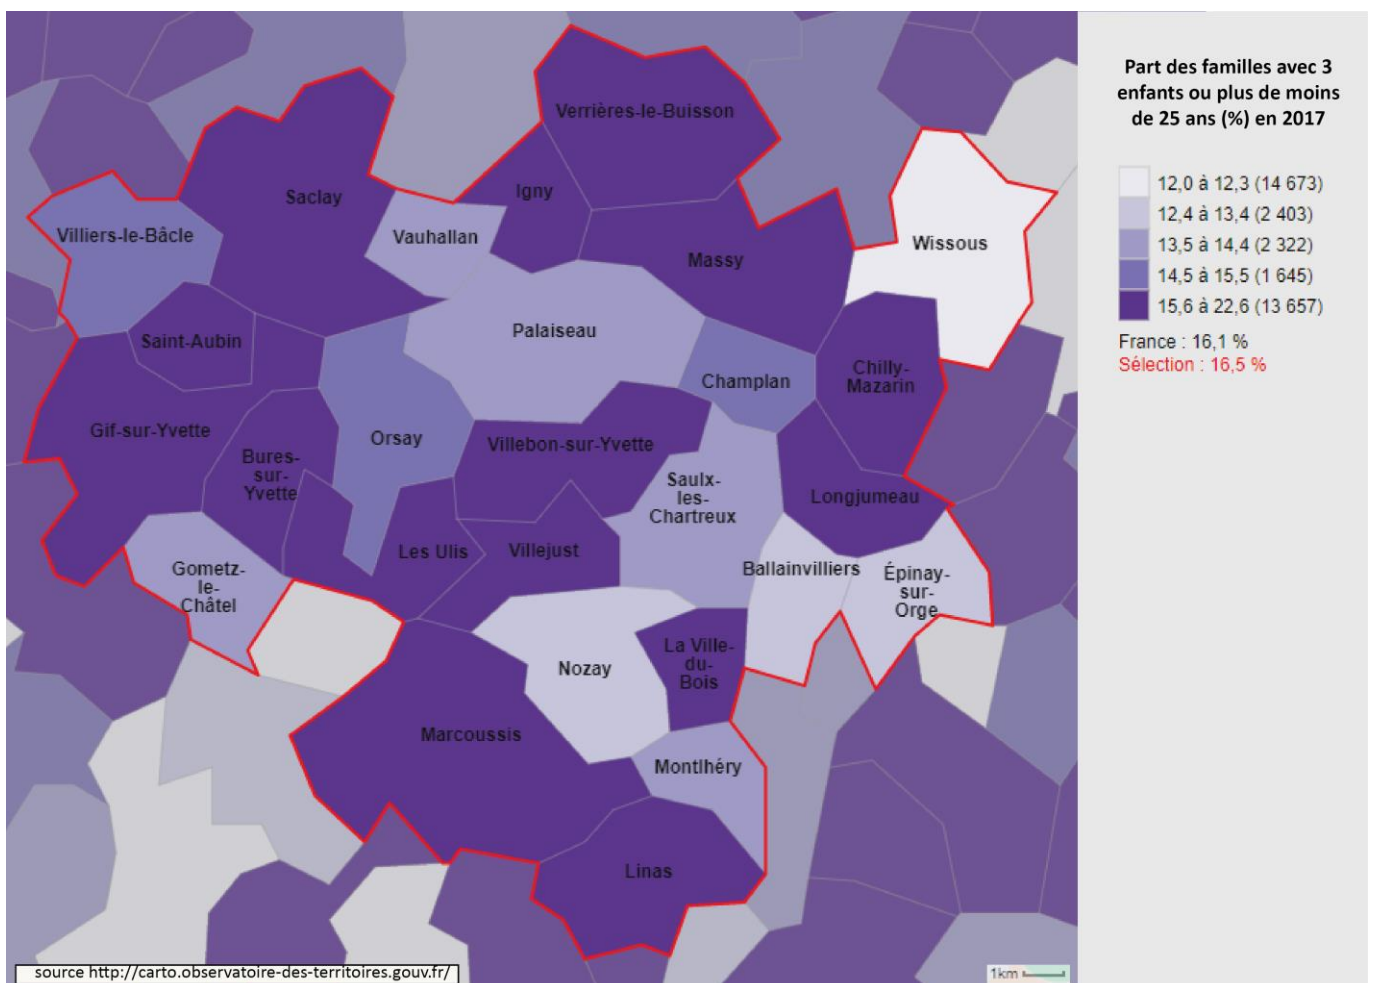 Part des familles avec 3
enfants ou plus de moins
de 25 ans (%) en 2017
12,0 à 12,3 (14 673)
12,4 à 13,4 (2 403)
13,5 à 14,4 (2 322)
14,5 à 15,5 (1 645)
15,6 à 22,6 (13 657)
France : 16,1 %
Sélection : 16,5 %
Verrières-le-Buisson
Igny
Saclay
Villiers-le-Bâcle
Vauhallan
Wissous
Massy
Palaiseau
Saint-Aubin
Champlan
Chilly-
Mazarin
Gif-sur-Yvette
Orsay
Villebon-sur-Yvette
Bures-
sur-
Yvette
Saulx-
les-
Chartreux
Longjumeau
Les Ulis
Villejust
Ballainvilliers
Épinay-
sur-
Orge
Gometz-
le-
Châtel
Nozay
La Ville-
du-
Bois
Marcoussis
Montlhéry
Linas
source http://carto.observatoire-des-territoires.gouv.fr/
1km